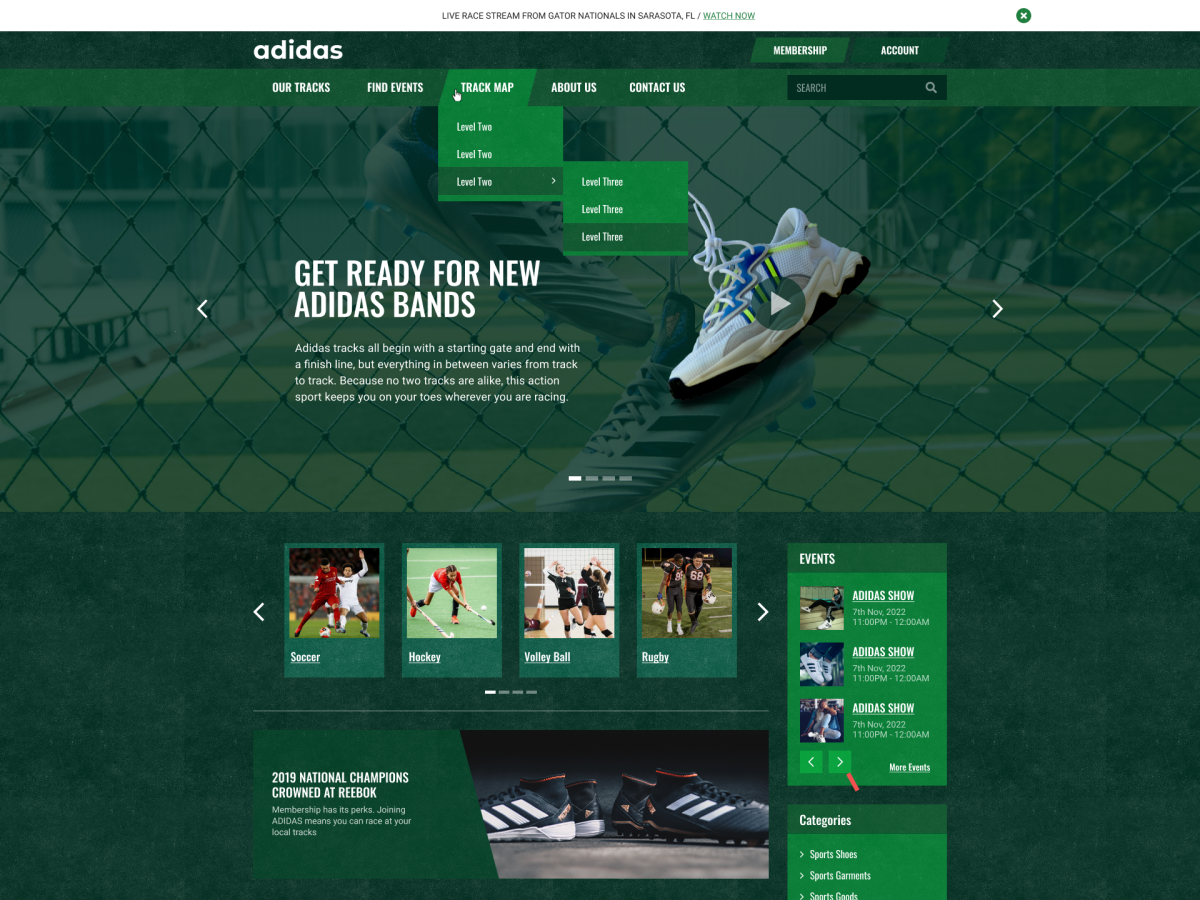 LIVE RACE STREAM FROM GATOR NATIONALS IN SARASOTA, FL / WATCH NOW
adidas
MEMBERSHIP
ACCOUNT
OUR TRACKS
FIND EVENTS
TRACK MAP
ABOUT US
CONTACT US
SEARCH
Level Two
Level Two
Level Two
Level Three
Level Three
Level Three
GET READY FOR NEW
ADIDAS BANDS
Adidas tracks all begin with a starting gate and end with
a finish line, but everything in between varies from track
to track. Because no two tracks are alike, this action
sport keeps you on your toes wherever you are racing.
Soccer
Hockey
Volley Ball
Rugby
2019 NATIONAL CHAMPIONS
CROWNED AT REEBOK
Membership has its perks. Joining
ADIDAS means you can race at your
local tracks
EVENTS
ADIDAS SHOW
7th Nov, 2022
11:00PM - 12:00AM
ADIDAS SHOW
7th Nov, 2022
11:00PM - 12:00AM
ADIDAS SHOW
7th Nov, 2022
11:00PM - 12:00AM
More Events
Categories
Sports Shoes
Sports Garments
Sports Goods